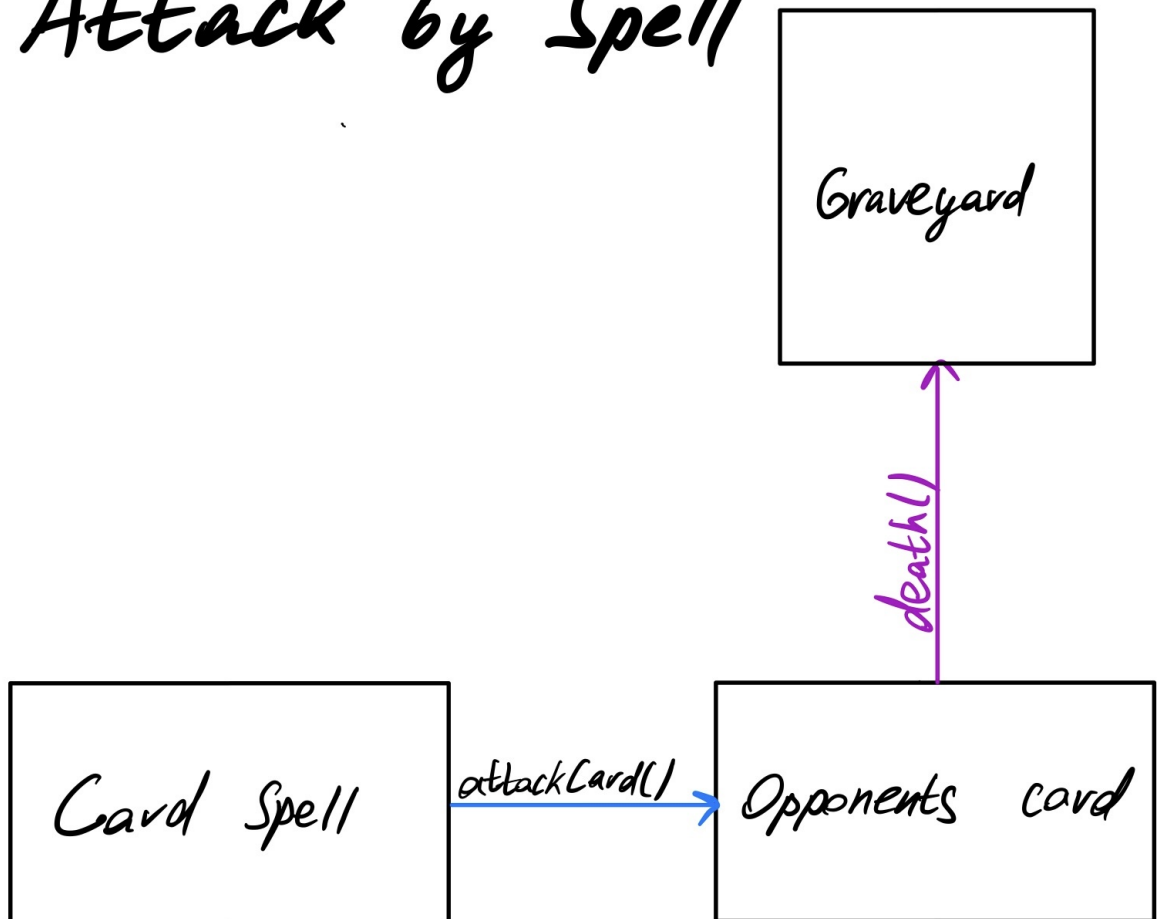 Attack by Spell
Graveyard
death()
Card Spell
attackCard()
Opponents card